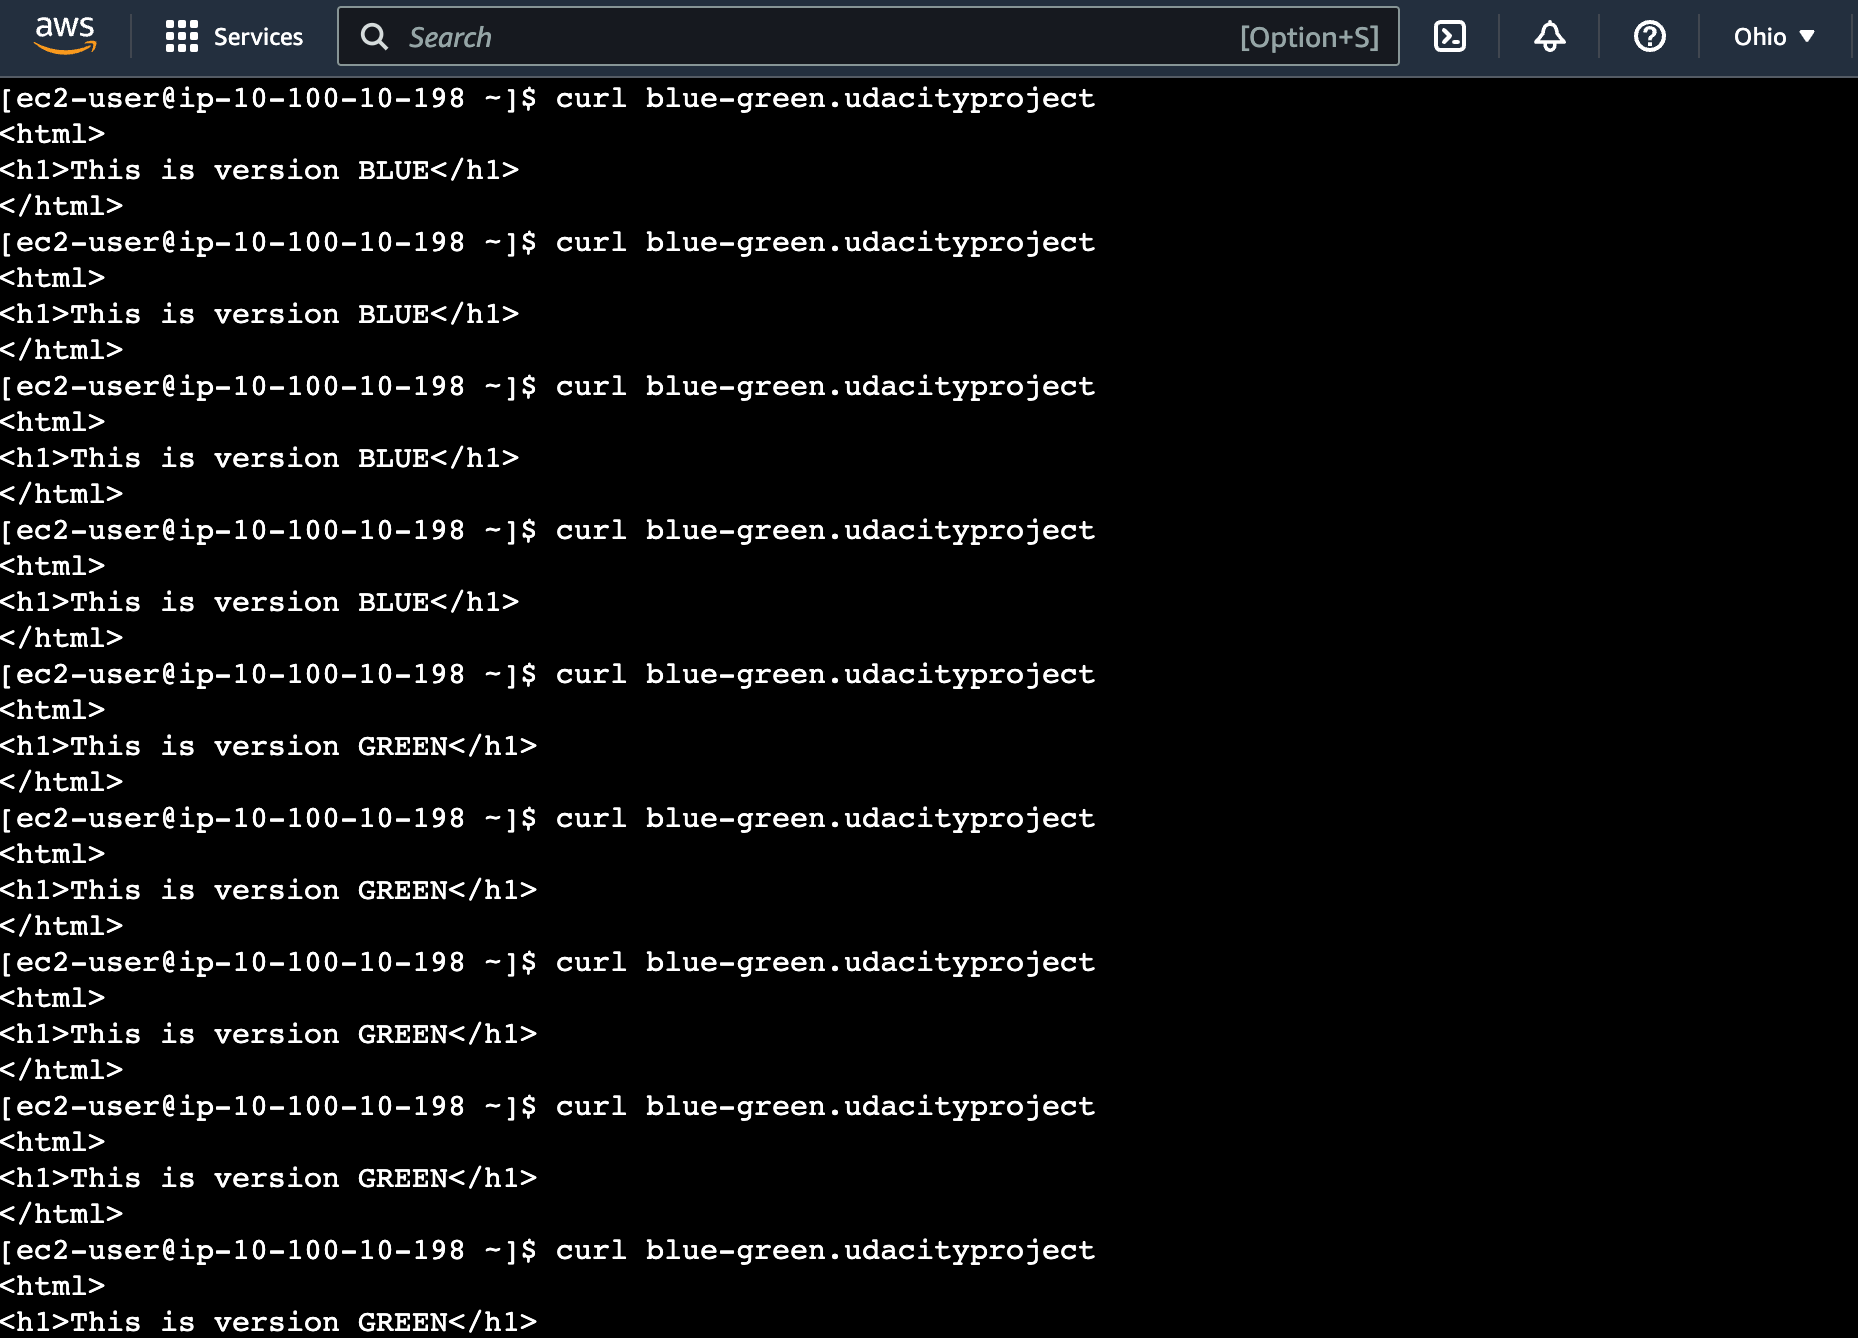 aws Services Search [Option+S] Ohio
[ec2-user@ip-10-100-10-198 ~]$ curl blue-green.udacityproject
<html>
<h1>This is version BLUE</h1>
</html>
[ec2-user@ip-10-100-10-198 ~]$ curl blue-green.udacityproject
<html>
<h1>This is version BLUE</h1>
</html>
[ec2-user@ip-10-100-10-198 ~]$ curl blue-green.udacityproject
<html>
<h1>This is version BLUE</h1>
</html>
[ec2-user@ip-10-100-10-198 ~]$ curl blue-green.udacityproject
<html>
<h1>This is version BLUE</h1>
</html>
[ec2-user@ip-10-100-10-198 ~]$ curl blue-green.udacityproject
<html>
<h1>This is version GREEN</h1>
</html>
[ec2-user@ip-10-100-10-198 ~]$ curl blue-green.udacityproject
<html>
<h1>This is version GREEN</h1>
</html>
[ec2-user@ip-10-100-10-198 ~]$ curl blue-green.udacityproject
<html>
<h1>This is version GREEN</h1>
</html>
[ec2-user@ip-10-100-10-198 ~]$ curl blue-green.udacityproject
<html>
<h1>This is version GREEN</h1>
</html>
[ec2-user@ip-10-100-10-198 ~]$ curl blue-green.udacityproject
<html>
<h1>This is version GREEN</h1>